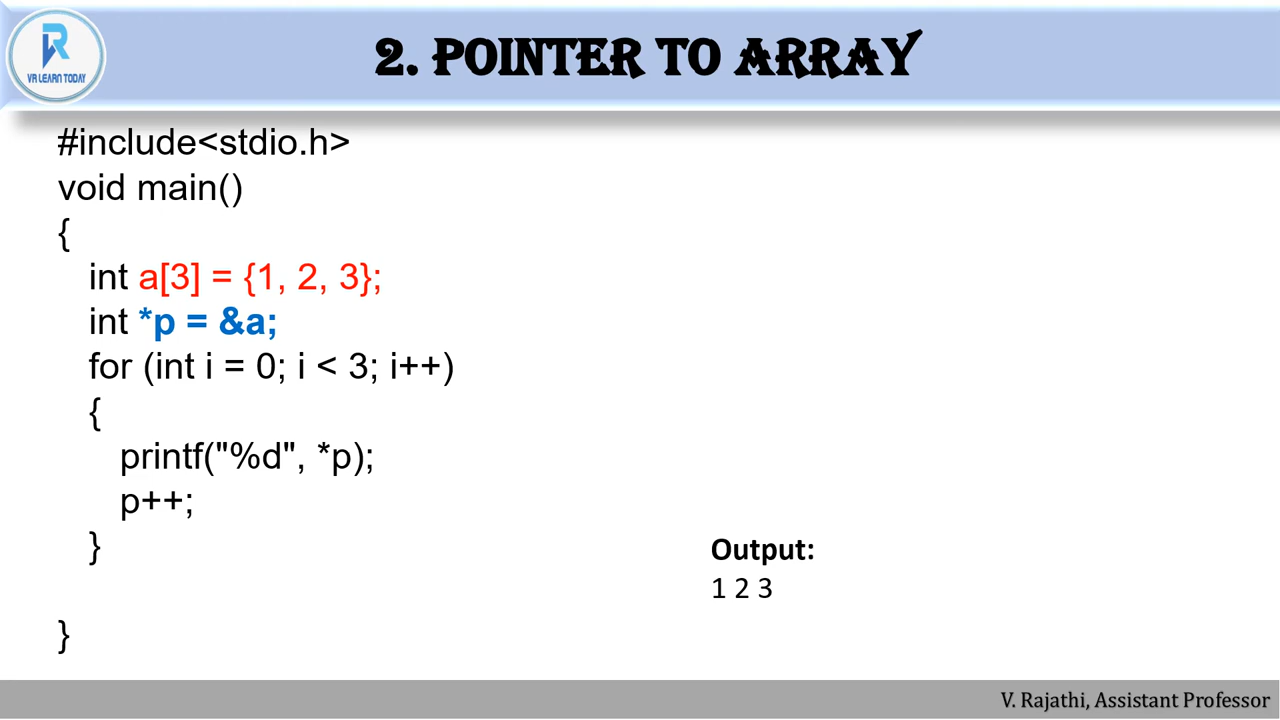 VR LEARN TODAY
2. POINTER TO ARRAY
#include<stdio.h>
void main()
{
int a[3] = {1, 2, 3};
int *p = &a;
for (int i = 0; i < 3; i++)
{
printf("%d", *p);
p++;
}
Output:
1 2 3
}
V. Rajathi, Assistant Professor